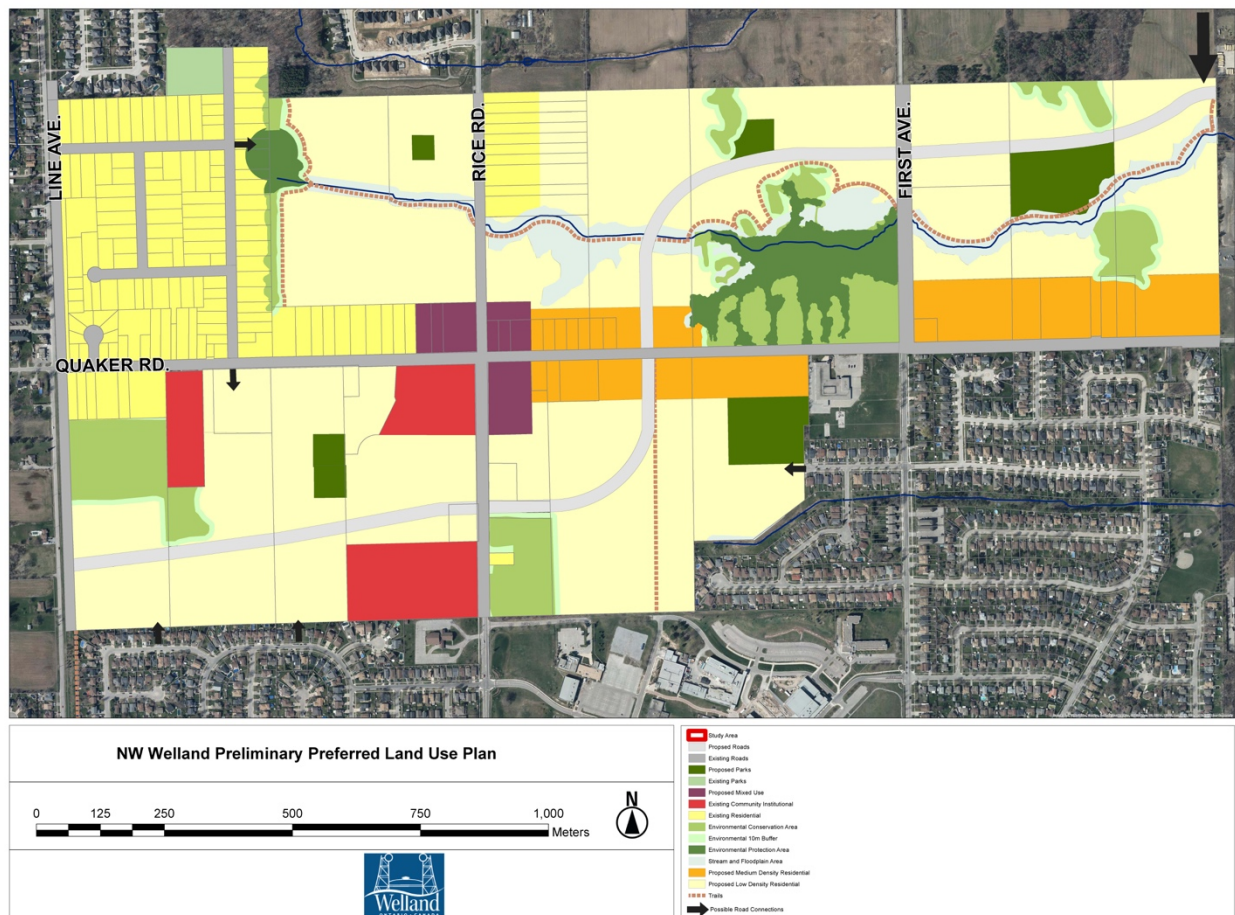 LINE AVE.
RICE RD.
FIRST AVE.
QUAKER RD.
NW Welland Preliminary Preferred Land Use Plan
0 125 250 500 750 1,000
Meters
N
Welland
ONTARIO, CANADA
Study Area
Propsed Roads
Existing Roads
Proposed Parks
Existing Parks
Proposed Mixed Use
Existing Community Institutional
Existing Residential
Environmental Conservation Area
Environmental 10m Buffer
Environmental Protection Area
Stream and Floodplain Area
Proposed Medium Density Residential
Proposed Low Density Residential
Trails
Possible Road Connections